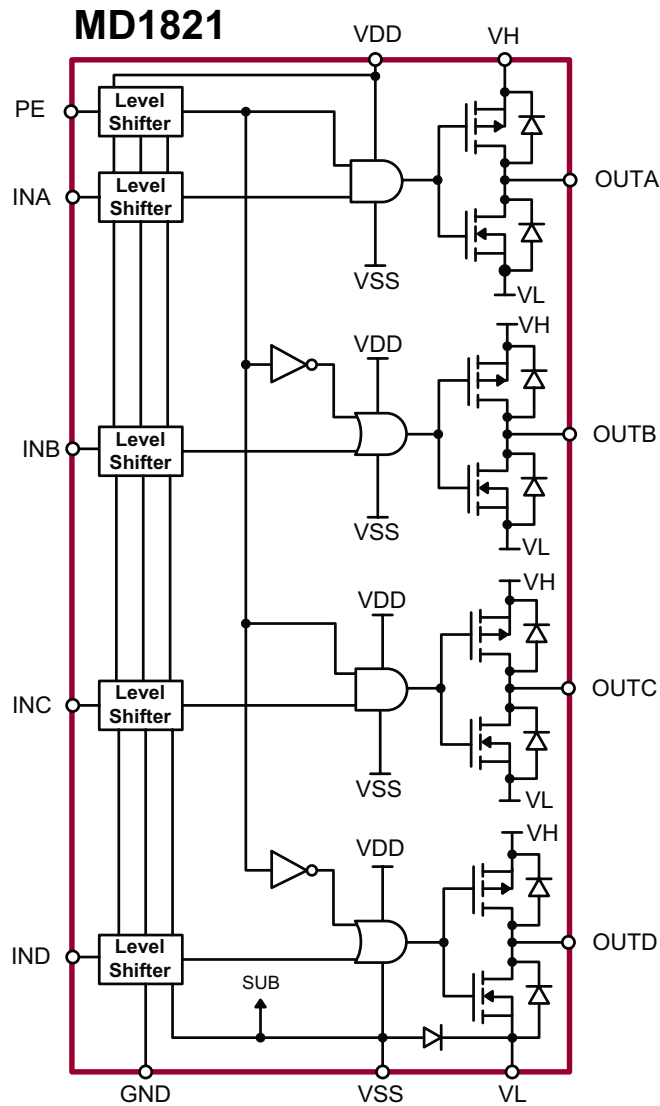 MD1821
VDD
VH
PE
Level
Shifter
INA
Level
Shifter
OUTA
VSS
VL
VH
VDD
INB
Level
Shifter
OUTB
VSS
VL
VH
VDD
INC
Level
Shifter
OUTC
VSS
VL
VH
VDD
IND
Level
Shifter
OUTD
SUB
GND
VSS
VL